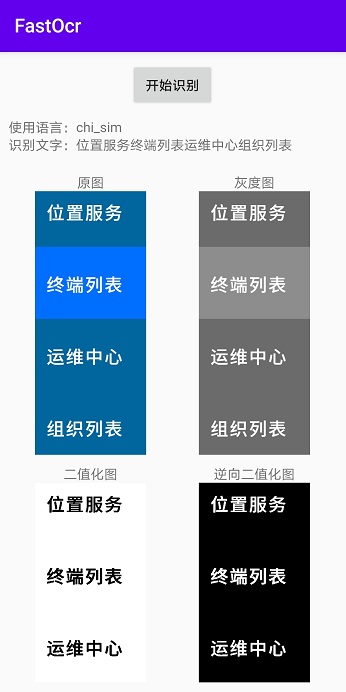 FastOcr
开始识别
使用语言：chi_sim
识别文字：位置服务终端列表运维中心组织列表
原图
灰度图
位置服务
位置服务
终端列表
终端列表
运维中心
运维中心
组织列表
组织列表
二值化图
逆向二值化图
位置服务
位置服务
终端列表
终端列表
运维中心
运维中心